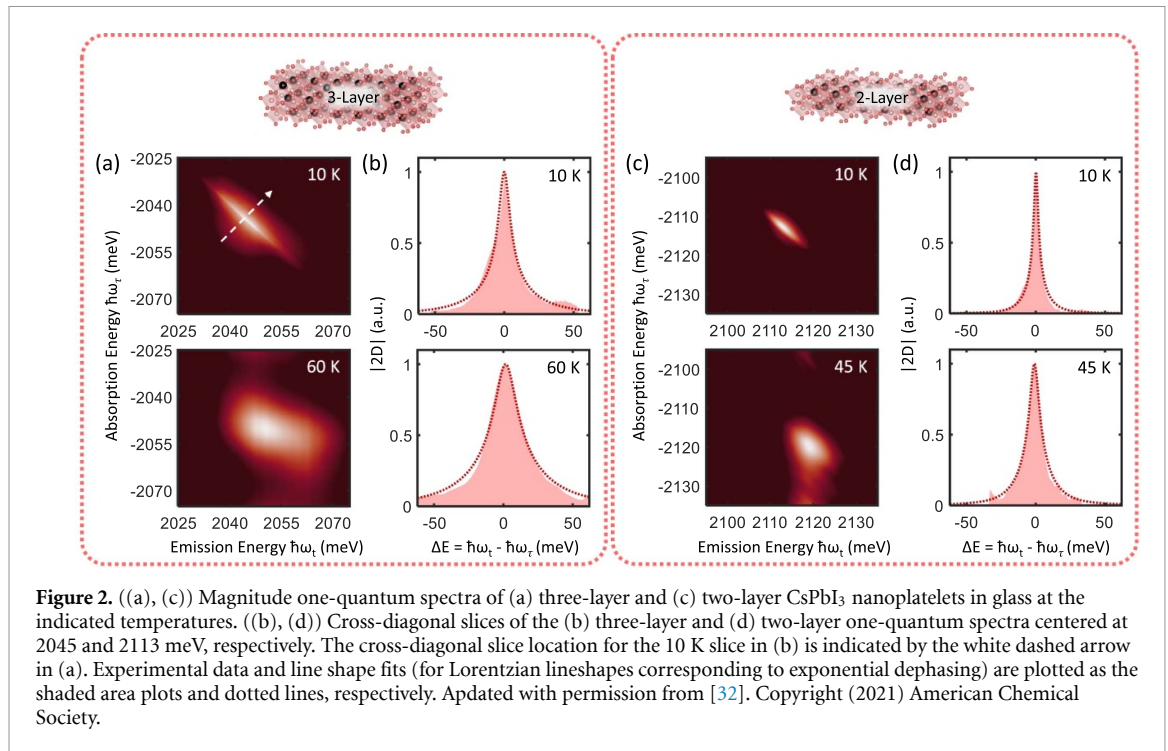 3-Layer
2-Layer
(a)
(b)
(c)
(d)
Absorption Energy ħωτ (meV)
-2025
-2040
-2055
-2070
10 K
2025 2040 2055 2070
-2025
-2040
-2055
-2070
60 K
2025 2040 2055 2070
Emission Energy ħωt (meV)
|2D| (a.u.)
1
0.5
0
10 K
-50 0 50
1
0.5
0
60 K
-50 0 50
ΔE = ħωt - ħωτ (meV)
Absorption Energy ħωτ (meV)
-2100
-2110
-2120
-2130
10 K
2100 2110 2120 2130
-2100
-2110
-2120
-2130
45 K
2100 2110 2120 2130
Emission Energy ħωt (meV)
|2D| (a.u.)
1
0.5
0
10 K
-50 0 50
1
0.5
0
45 K
-50 0 50
ΔE = ħωt - ħωτ (meV)
Figure 2. ((a), (c)) Magnitude one-quantum spectra of (a) three-layer and (c) two-layer CsPbI₃ nanoplatelets in glass at the
indicated temperatures. ((b), (d)) Cross-diagonal slices of the (b) three-layer and (d) two-layer one-quantum spectra centered at
2045 and 2113 meV, respectively. The cross-diagonal slice location for the 10 K slice in (b) is indicated by the white dashed arrow
in (a). Experimental data and line shape fits (for Lorentzian lineshapes corresponding to exponential dephasing) are plotted as the
shaded area plots and dotted lines, respectively. Apdated with permission from [32]. Copyright (2021) American Chemical
Society.